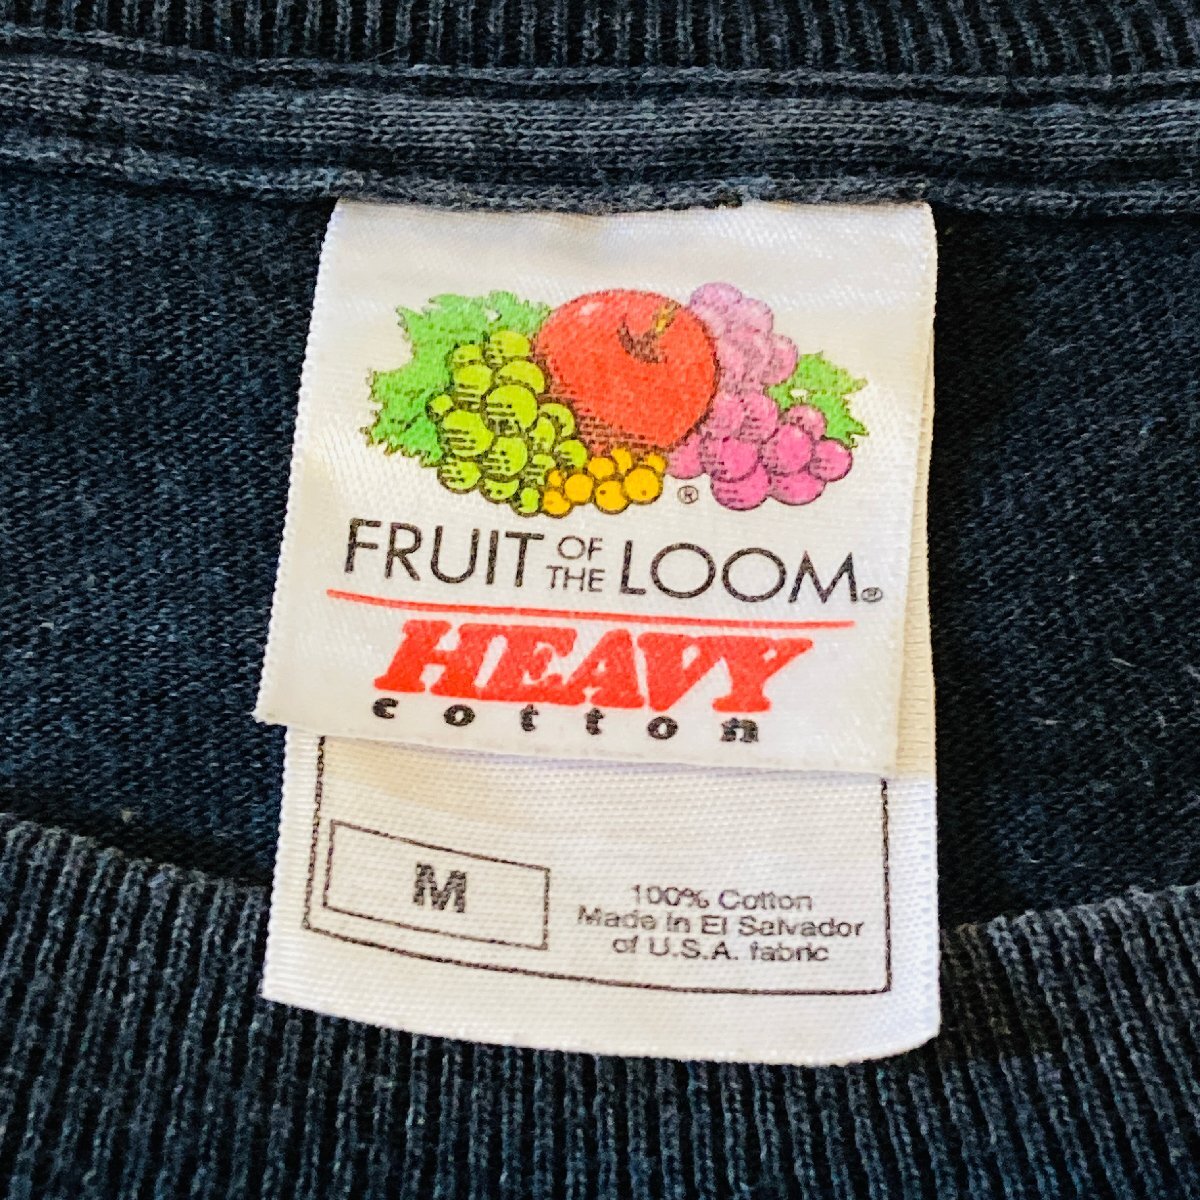 ®
FRUIT OF THE LOOM®
HEAVY
cotton
M
100% Cotton
Made in El Salvador
of U.S.A. fabric